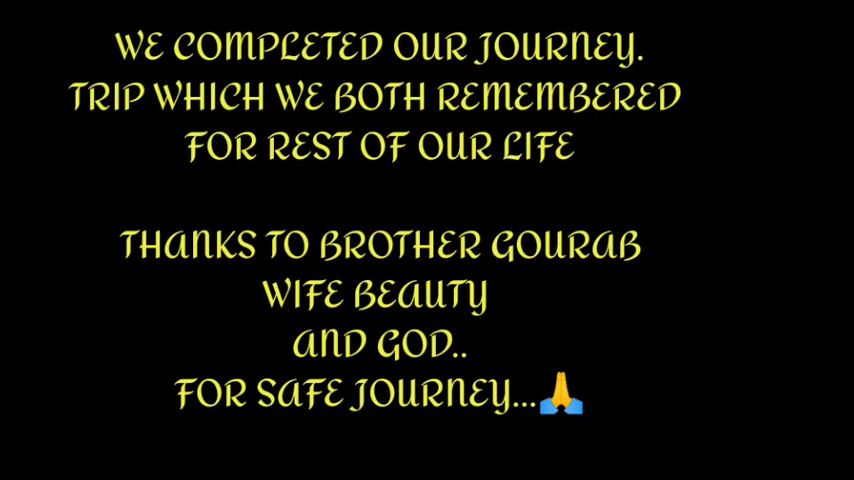 WE COMPLETED OUR JOURNEY.
TRIP WHICH WE BOTH REMEMBERED
FOR REST OF OUR LIFE
THANKS TO BROTHER GOURAB
WIFE BEAUTY
AND GOD..
FOR SAFE JOURNEY...🙏